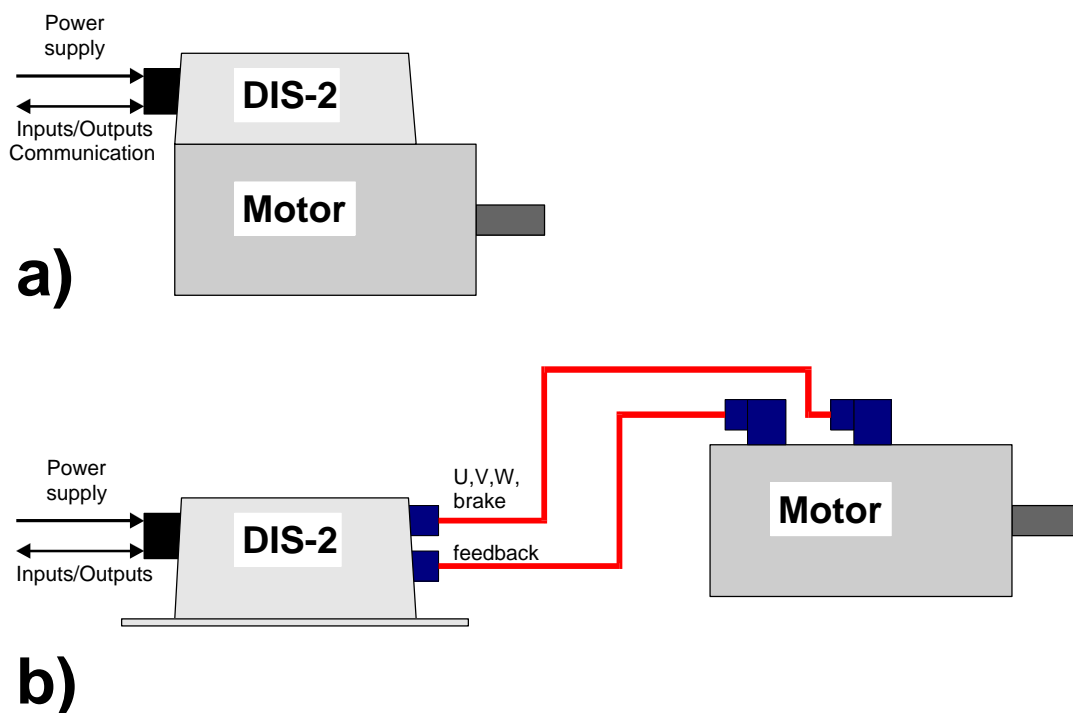 Power
supply
DIS-2
Inputs/Outputs
Communication
Motor
a)
Power
supply
U,V,W,
brake
Motor
DIS-2
feedback
Inputs/Outputs
b)